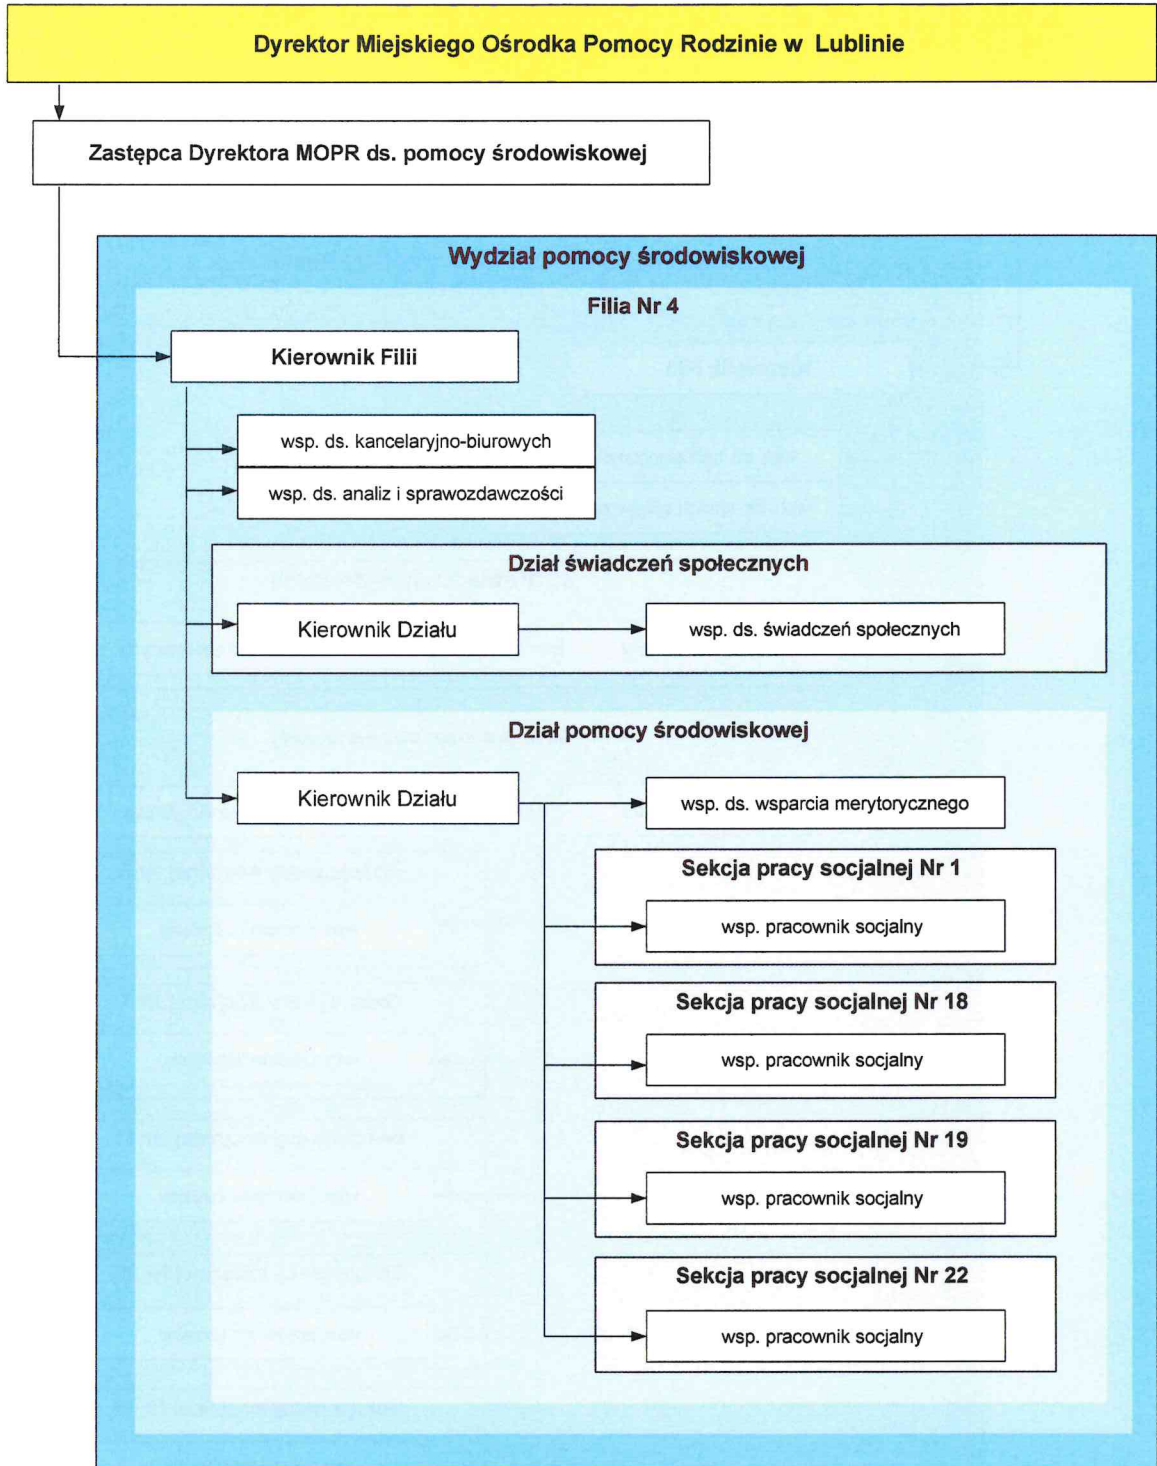 Dyrektor Miejskiego Ośrodka Pomocy Rodzinie w Lublinie
Zastępca Dyrektora MOPR ds. pomocy środowiskowej
Wydział pomocy środowiskowej
Filia Nr 4
Kierownik Filii
wsp. ds. kancelaryjno-biurowych
wsp. ds. analiz i sprawozdawczości
Dział świadczeń społecznych
Kierownik Działu
wsp. ds. świadczeń społecznych
Dział pomocy środowiskowej
Kierownik Działu
wsp. ds. wsparcia merytorycznego
Sekcja pracy socjalnej Nr 1
wsp. pracownik socjalny
Sekcja pracy socjalnej Nr 18
wsp. pracownik socjalny
Sekcja pracy socjalnej Nr 19
wsp. pracownik socjalny
Sekcja pracy socjalnej Nr 22
wsp. pracownik socjalny